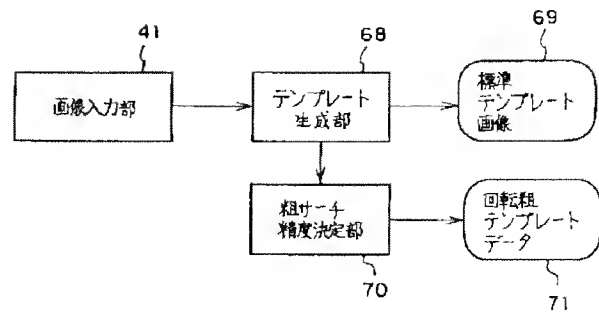 41
68
69
画像入力部
テンプレート
生成部
標準
テンプレート
画像
粗サーチ
精度決定部
回転粗
テンプレート
データ
70
71